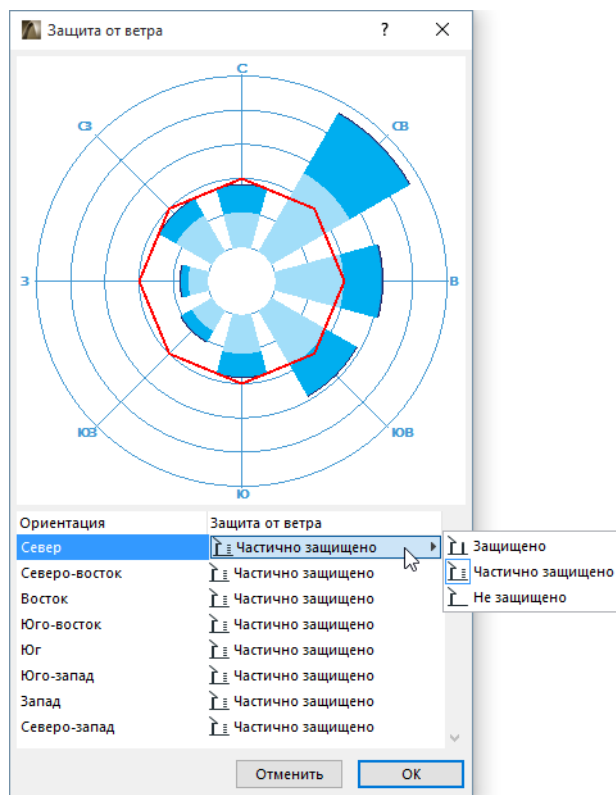 Защита от ветра
?
С
СЗ
СВ
З
В
ЮЗ
ЮВ
Ю
Ориентация Защита от ветра
Север Частично защищено
Северо-восток Частично защищено
Восток Частично защищено
Юго-восток Частично защищено
Юг Частично защищено
Юго-запад Частично защищено
Запад Частично защищено
Северо-запад Частично защищено
Защищено
Частично защищено
Не защищено
Отменить OK